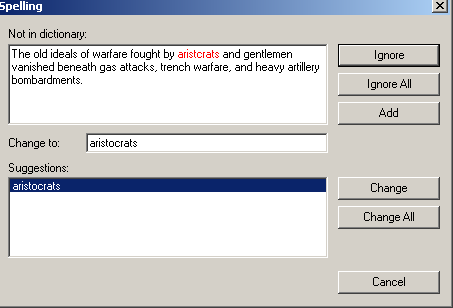 Spelling
Not in dictionary:
The old ideals of warfare fought by aristcrats and gentlemen
vanished beneath gas attacks, trench warfare, and heavy artillery
bombardments.
Ignore
Ignore All
Add
Change to:
aristocrats
Suggestions:
aristocrats
Change
Change All
Cancel